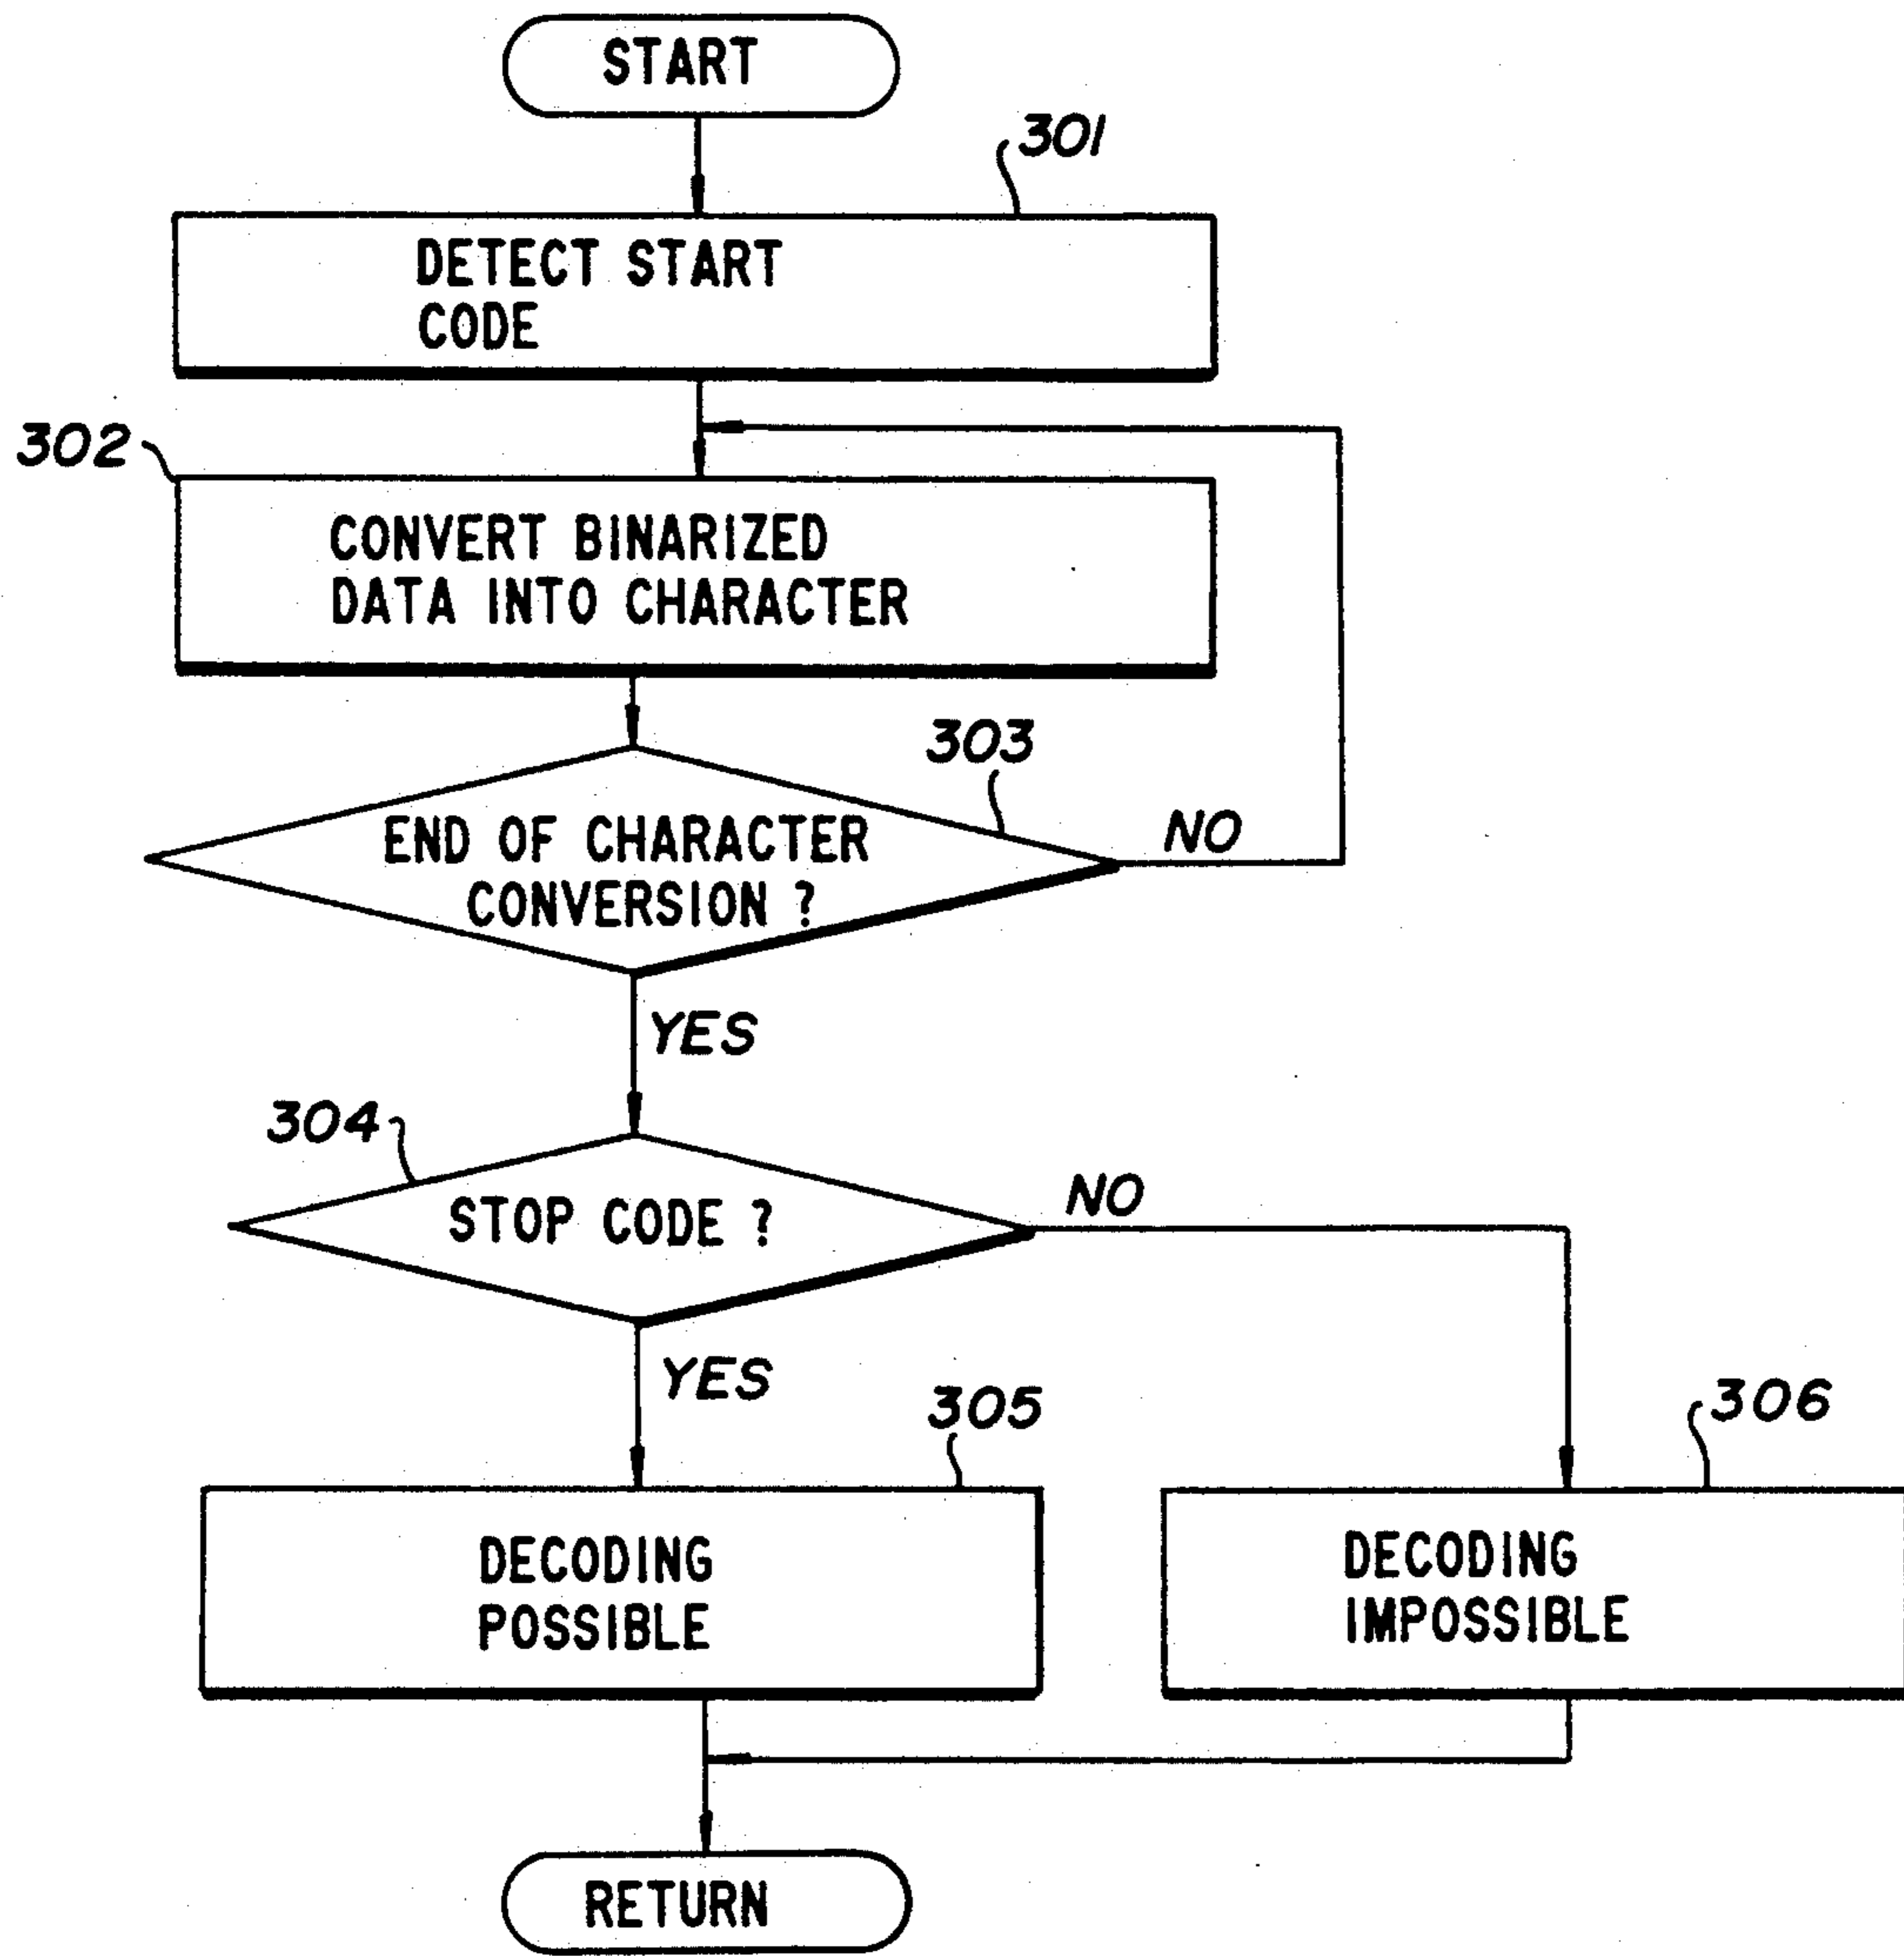 START
301
DETECT START
CODE
302
CONVERT BINARIZED
DATA INTO CHARACTER
303
END OF CHARACTER
CONVERSION ?
NO
YES
304
STOP CODE ?
NO
YES
305
306
DECODING
POSSIBLE
DECODING
IMPOSSIBLE
RETURN